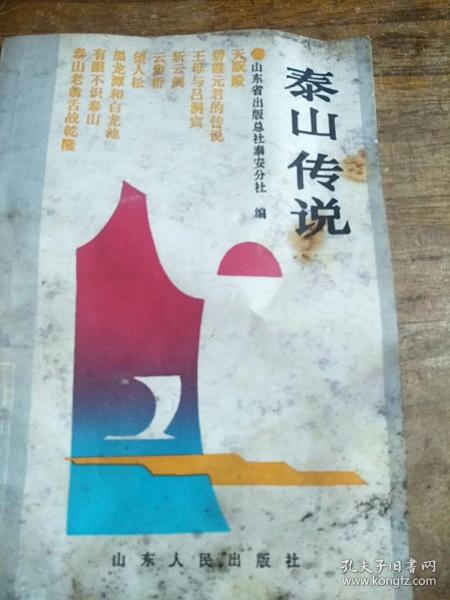 泰山传说
山东省出版总社泰安分社 编
天贶殿
碧霞元君的传说
王母与吕洞宾
斩云剑
云步桥
望人松
黑龙潭和白龙池
有眼不识泰山
泰山老翁舌战乾隆
山东人民出版社
孔夫子旧书网
www.kongfz.com